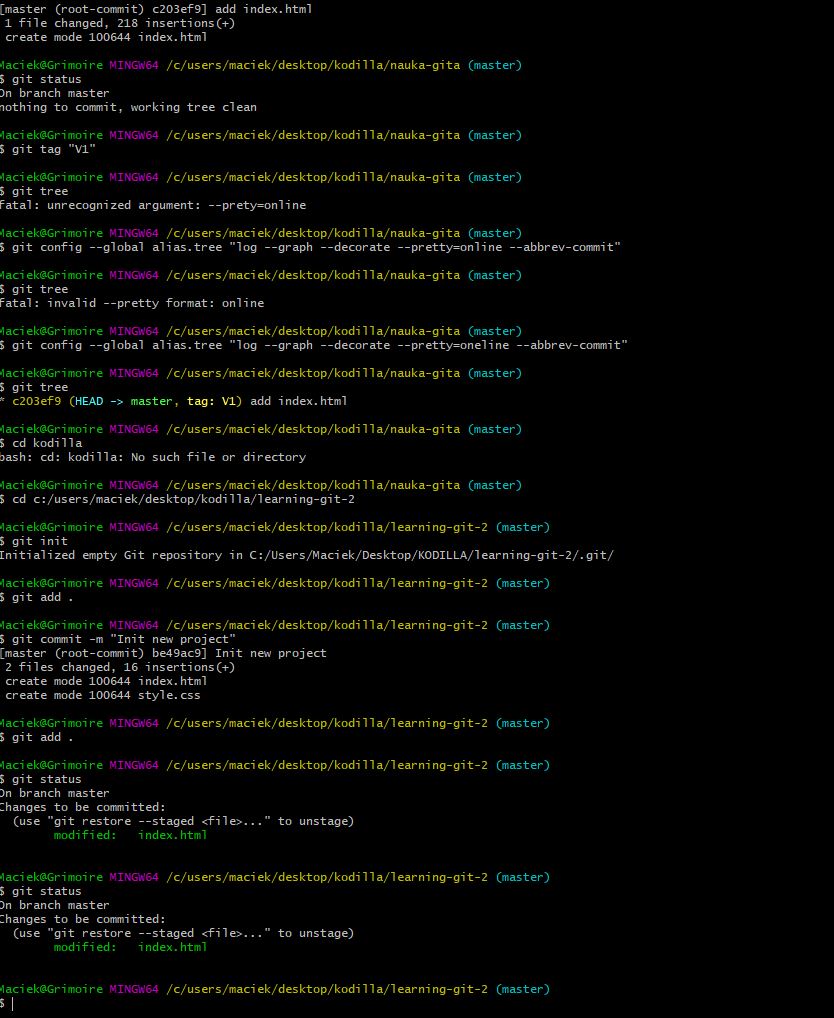 [master (root-commit) c203ef9] add index.html
1 file changed, 218 insertions(+)
create mode 100644 index.html
Maciek@Grimoire MINGW64 /c/users/maciek/desktop/kodilla/nauka-gita (master)
$ git status
On branch master
nothing to commit, working tree clean
Maciek@Grimoire MINGW64 /c/users/maciek/desktop/kodilla/nauka-gita (master)
$ git tag "V1"
Maciek@Grimoire MINGW64 /c/users/maciek/desktop/kodilla/nauka-gita (master)
$ git tree
fatal: unrecognized argument: --prety=online
Maciek@Grimoire MINGW64 /c/users/maciek/desktop/kodilla/nauka-gita (master)
$ git config --global alias.tree "log --graph --decorate --pretty=online --abbrev-commit"
Maciek@Grimoire MINGW64 /c/users/maciek/desktop/kodilla/nauka-gita (master)
$ git tree
fatal: invalid --pretty format: online
Maciek@Grimoire MINGW64 /c/users/maciek/desktop/kodilla/nauka-gita (master)
$ git config --global alias.tree "log --graph --decorate --pretty=oneline --abbrev-commit"
Maciek@Grimoire MINGW64 /c/users/maciek/desktop/kodilla/nauka-gita (master)
$ git tree
* c203ef9 (HEAD -> master, tag: V1) add index.html
Maciek@Grimoire MINGW64 /c/users/maciek/desktop/kodilla/nauka-gita (master)
$ cd kodilla
bash: cd: kodilla: No such file or directory
Maciek@Grimoire MINGW64 /c/users/maciek/desktop/kodilla/nauka-gita (master)
$ cd c:/users/maciek/desktop/kodilla/learning-git-2
Maciek@Grimoire MINGW64 /c/users/maciek/desktop/kodilla/learning-git-2 (master)
$ git init
Initialized empty Git repository in C:/Users/Maciek/Desktop/KODILLA/learning-git-2/.git/
Maciek@Grimoire MINGW64 /c/users/maciek/desktop/kodilla/learning-git-2 (master)
$ git add .
Maciek@Grimoire MINGW64 /c/users/maciek/desktop/kodilla/learning-git-2 (master)
$ git commit -m "Init new project"
[master (root-commit) be49ac9] Init new project
2 files changed, 16 insertions(+)
create mode 100644 index.html
create mode 100644 style.css
Maciek@Grimoire MINGW64 /c/users/maciek/desktop/kodilla/learning-git-2 (master)
$ git add .
Maciek@Grimoire MINGW64 /c/users/maciek/desktop/kodilla/learning-git-2 (master)
$ git status
On branch master
Changes to be committed:
(use "git restore --staged <file>..." to unstage)
modified: index.html
Maciek@Grimoire MINGW64 /c/users/maciek/desktop/kodilla/learning-git-2 (master)
$ git status
On branch master
Changes to be committed:
(use "git restore --staged <file>..." to unstage)
modified: index.html
Maciek@Grimoire MINGW64 /c/users/maciek/desktop/kodilla/learning-git-2 (master)
$